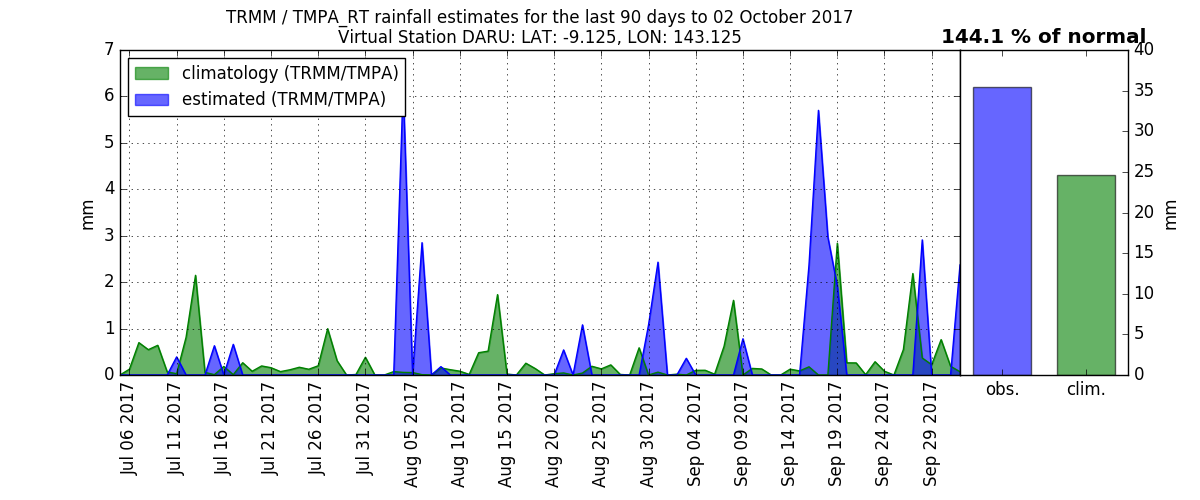 TRMM / TMPA_RT rainfall estimates for the last 90 days to 02 October 2017
Virtual Station DARU: LAT: -9.125, LON: 143.125
144.1 % of normal
climatology (TRMM/TMPA)
estimated (TRMM/TMPA)
7
6
5
4
3
2
1
0
mm
40
35
30
25
20
15
10
5
0
mm
Jul 06 2017
Jul 11 2017
Jul 16 2017
Jul 21 2017
Jul 26 2017
Jul 31 2017
Aug 05 2017
Aug 10 2017
Aug 15 2017
Aug 20 2017
Aug 25 2017
Aug 30 2017
Sep 04 2017
Sep 09 2017
Sep 14 2017
Sep 19 2017
Sep 24 2017
Sep 29 2017
obs.
clim.